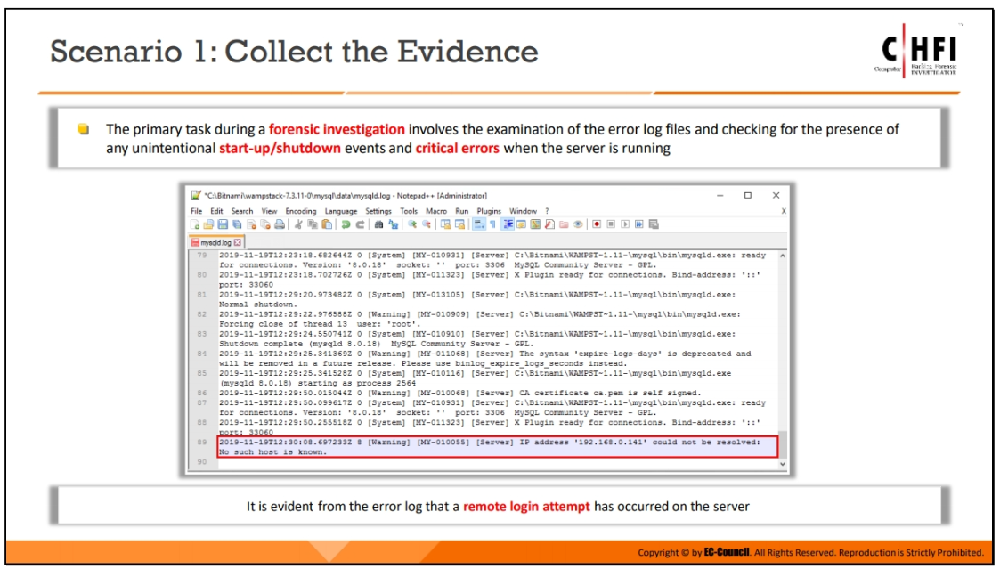 Scenario 1: Collect the Evidence
CHFI
Computer Hacking Forensic
INVESTIGATOR
The primary task during a forensic investigation involves the examination of the error log files and checking for the presence of
any unintentional start-up/shutdown events and critical errors when the server is running
*C:\Bitnami\wampstack-7.3.11-0\mysql\data\mysqld.log - Notepad++ [Administrator]
File Edit Search View Encoding Language Settings Tools Macro Run Plugins Window ? X
mysqld.log
79 2019-11-19T12:23:18.682644Z 0 [System] [MY-010931] [Server] C:\Bitnami\WAMPST~1.11-\mysql\bin\mysqld.exe: ready
for connections. Version: '8.0.18' socket: '' port: 3306 MySQL Community Server - GPL.
80 2019-11-19T12:23:18.702726Z 0 [System] [MY-011323] [Server] X Plugin ready for connections. Bind-address: '::'
port: 33060
81 2019-11-19T12:29:20.973482Z 0 [System] [MY-013105] [Server] C:\Bitnami\WAMPST~1.11-\mysql\bin\mysqld.exe:
Normal shutdown.
82 2019-11-19T12:29:22.976588Z 0 [Warning] [MY-010909] [Server] C:\Bitnami\WAMPST~1.11-\mysql\bin\mysqld.exe:
Forcing close of thread 13 user: 'root'.
83 2019-11-19T12:29:24.550741Z 0 [System] [MY-010910] [Server] C:\Bitnami\WAMPST~1.11-\mysql\bin\mysqld.exe:
Shutdown complete (mysqld 8.0.18) MySQL Community Server - GPL.
84 2019-11-19T12:29:25.341369Z 0 [Warning] [MY-011068] [Server] The syntax 'expire-logs-days' is deprecated and
will be removed in a future release. Please use binlog_expire_logs_seconds instead.
85 2019-11-19T12:29:25.341528Z 0 [System] [MY-010116] [Server] C:\Bitnami\WAMPST~1.11-\mysql\bin\mysqld.exe
(mysqld 8.0.18) starting as process 2564
86 2019-11-19T12:29:50.015044Z 0 [Warning] [MY-010068] [Server] CA certificate ca.pem is self signed.
87 2019-11-19T12:29:50.099617Z 0 [System] [MY-010931] [Server] C:\Bitnami\WAMPST~1.11-\mysql\bin\mysqld.exe: ready
for connections. Version: '8.0.18' socket: '' port: 3306 MySQL Community Server - GPL.
88 2019-11-19T12:29:50.255518Z 0 [System] [MY-011323] [Server] X Plugin ready for connections. Bind-address: '::'
port: 33060
89 2019-11-19T12:30:08.697233Z 8 [Warning] [MY-010055] [Server] IP address '192.168.0.141' could not be resolved:
No such host is known.
90
It is evident from the error log that a remote login attempt has occurred on the server
Copyright © by EC-Council. All Rights Reserved. Reproduction is Strictly Prohibited.